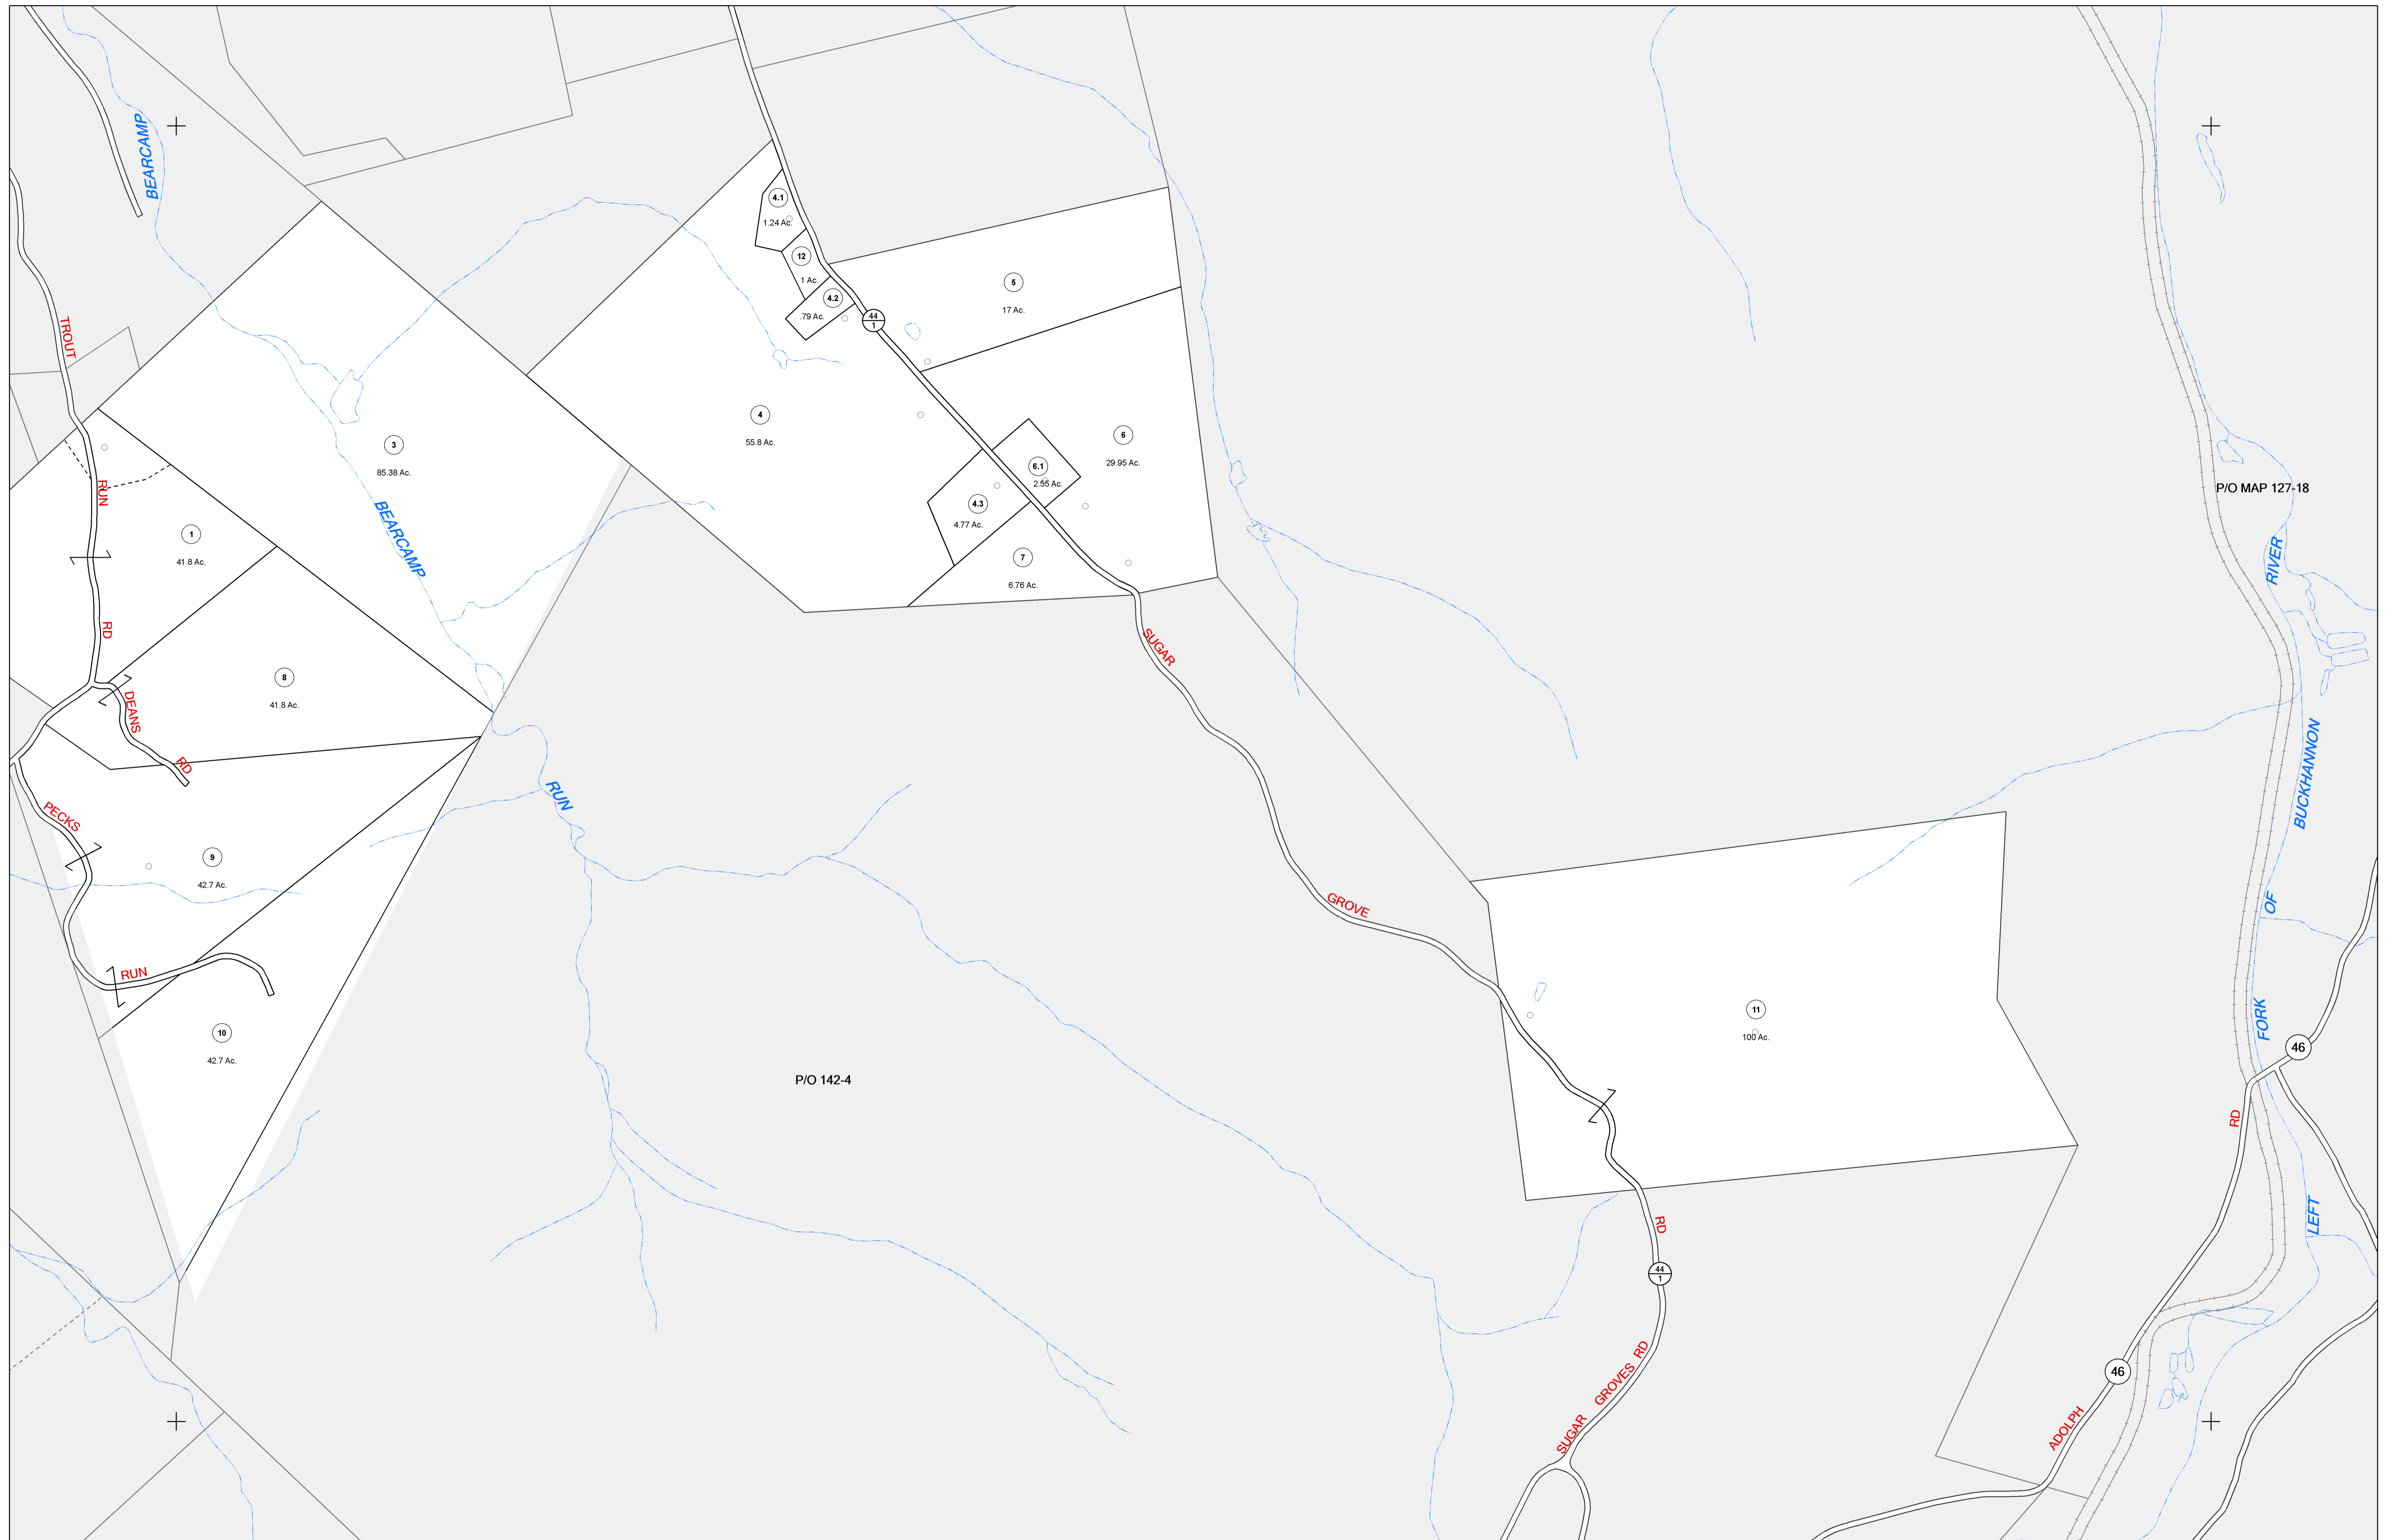 BEARCAMP
4.1
1.24 Ac.
12
1 Ac.
4.2
.79 Ac.
44
1
5
17 Ac.
TROUT
RUN
RD
3
85.38 Ac.
4
55.8 Ac.
6
29.95 Ac.
6.1
2.55 Ac.
4.3
4.77 Ac.
7
6.76 Ac.
P/O MAP 127-18
1
41.8 Ac.
BEARCAMP
RUN
8
41.8 Ac.
DEANS
RD
PECKS
RUN
9
42.7 Ac.
10
42.7 Ac.
SUGAR
GROVE
RD
11
100 Ac.
P/O 142-4
RIVER
BUCKHANNON
OF
FORK
LEFT
46
RD
44
1
SUGAR GROVES RD
46
ADOLPH